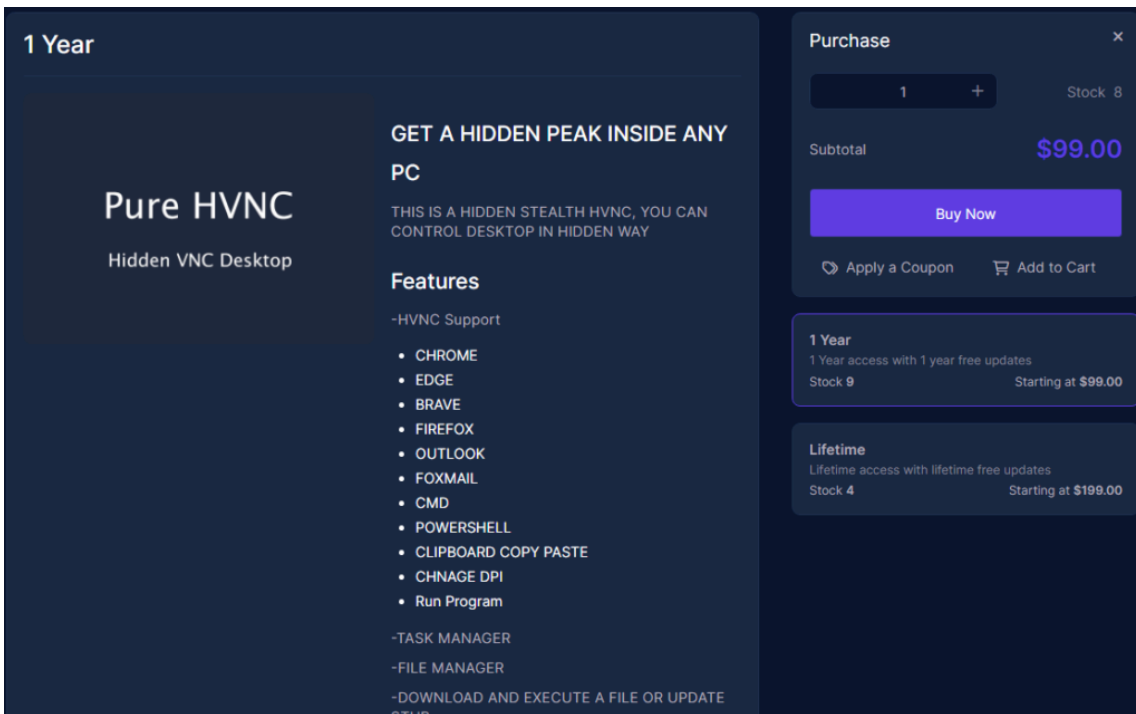 1 Year
Pure HVNC
Hidden VNC Desktop
GET A HIDDEN PEAK INSIDE ANY
PC
THIS IS A HIDDEN STEALTH HVNC, YOU CAN
CONTROL DESKTOP IN HIDDEN WAY
Features
-HVNC Support
• CHROME
• EDGE
• BRAVE
• FIREFOX
• OUTLOOK
• FOXMAIL
• CMD
• POWERSHELL
• CLIPBOARD COPY PASTE
• CHNAGE DPI
• Run Program
-TASK MANAGER
-FILE MANAGER
-DOWNLOAD AND EXECUTE A FILE OR UPDATE
Purchase
×
1 +
Stock 8
Subtotal
$99.00
Buy Now
Apply a Coupon
Add to Cart
1 Year
1 Year access with 1 year free updates
Stock 9
Starting at $99.00
Lifetime
Lifetime access with lifetime free updates
Stock 4
Starting at $199.00